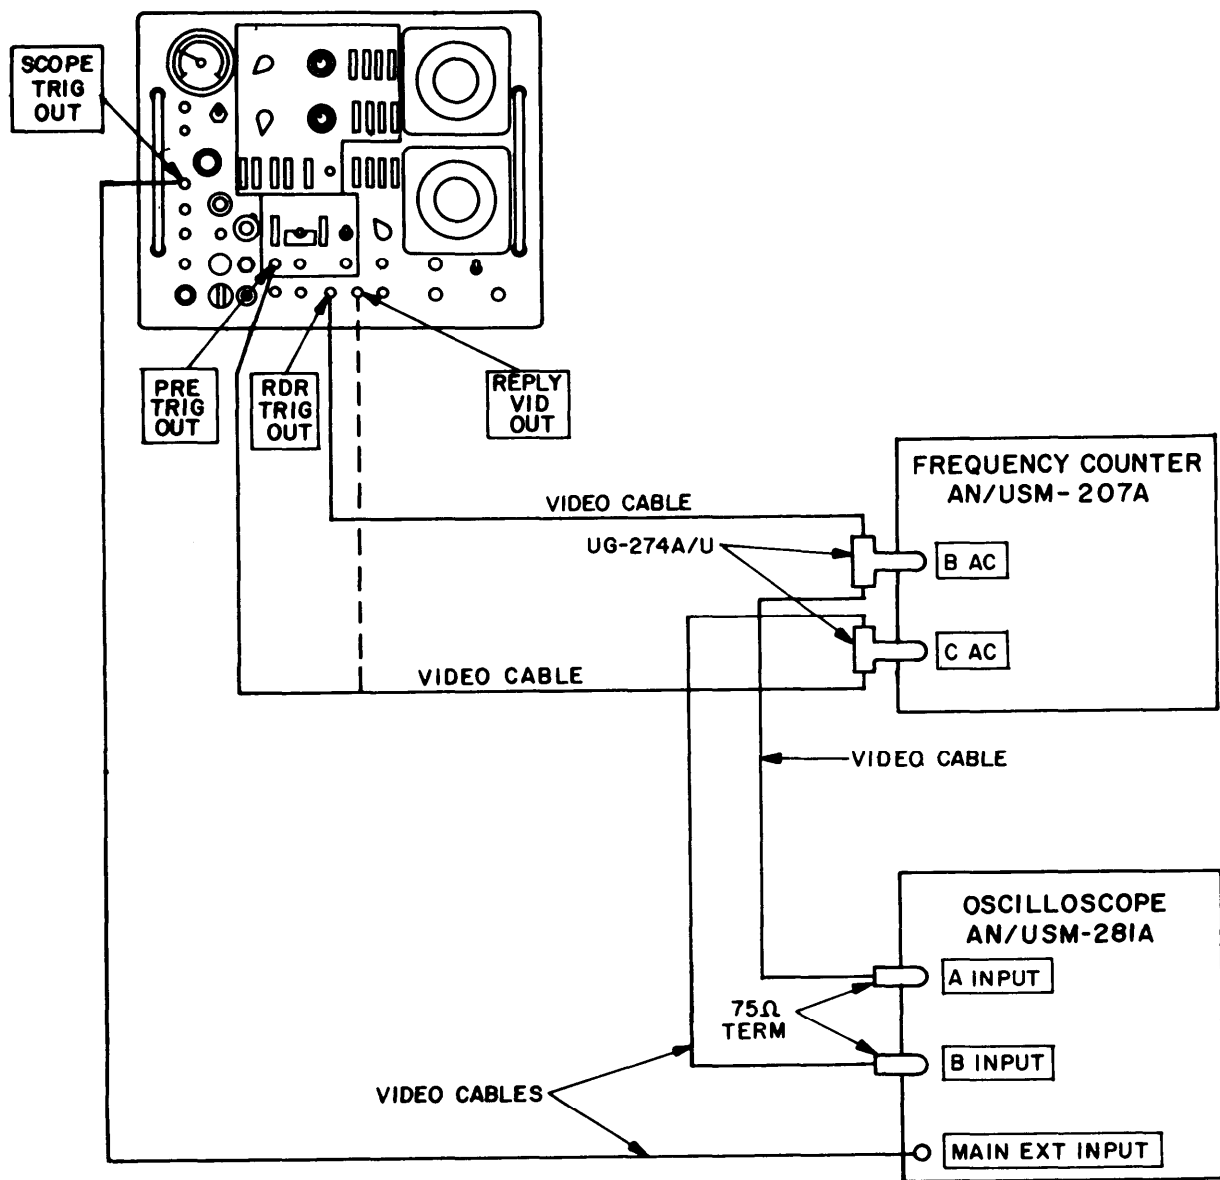 SCOPE
TRIG
OUT
PRE
TRIG
OUT
RDR
TRIG
OUT
REPLY
VID
OUT
FREQUENCY COUNTER
AN/USM-207A
VIDEO CABLE
UG-274A/U
B AC
C AC
VIDEO CABLE
VIDEO CABLE
OSCILLOSCOPE
AN/USM-281A
A INPUT
75Ω
TERM
B INPUT
VIDEO CABLES
MAIN EXT INPUT